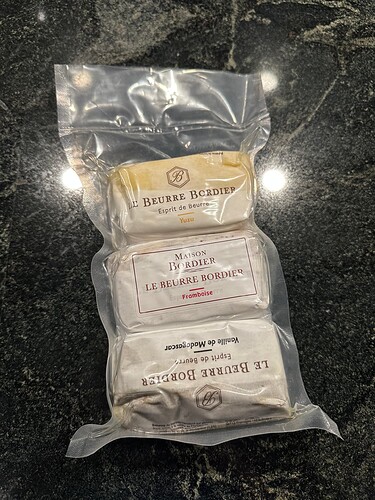 B
LE BEURRE BORDIER
Esprit de Beurre
Yuzu
MAISON
BORDIER
LE BEURRE BORDIER
Framboise
B
LE BEURRE BORDIER
Esprit de Beurre
Vanille de Madagascar